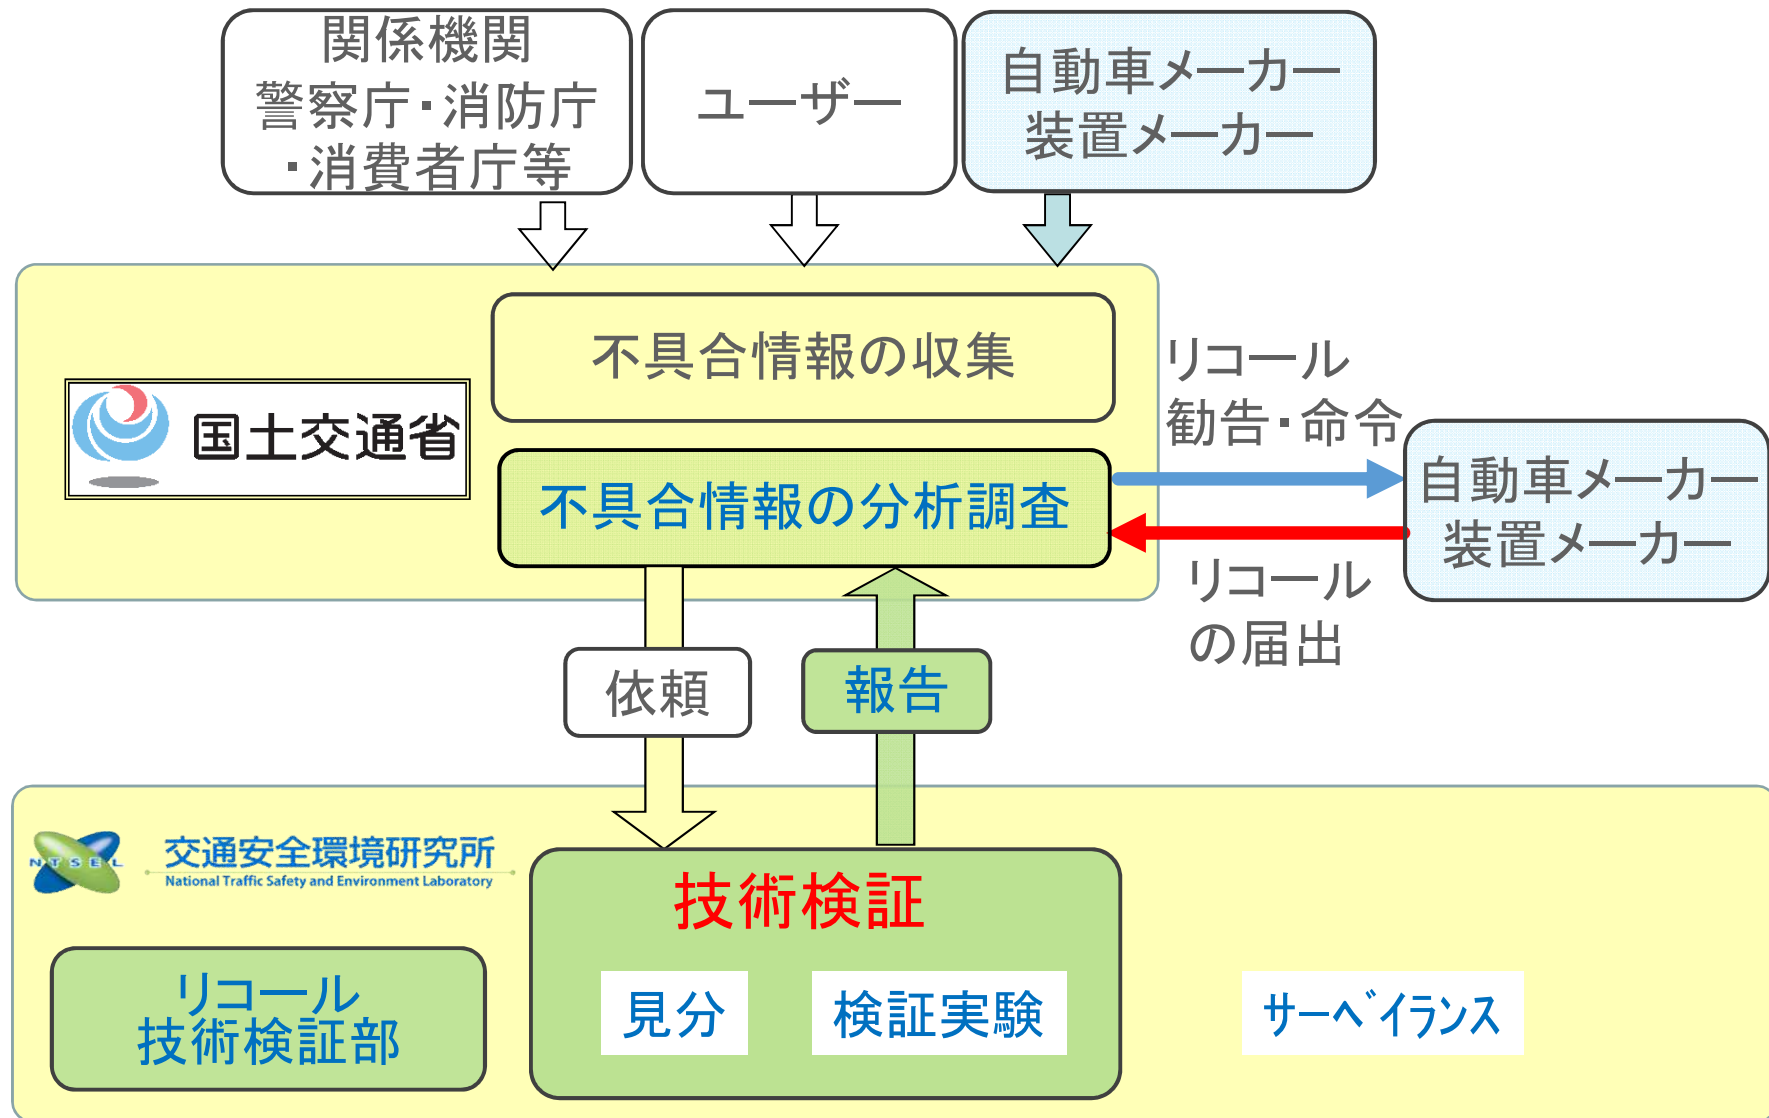 関係機関
警察庁・消防庁
・消費者庁等
ユーザー
自動車メーカー
装置メーカー
不具合情報の収集
国土交通省
不具合情報の分析調査
リコール
勧告・命令
自動車メーカー
装置メーカー
リコール
の届出
依頼
報告
NTSEL
交通安全環境研究所
National Traffic Safety and Environment Laboratory
技術検証
リコール
技術検証部
見分
検証実験
サーベイランス